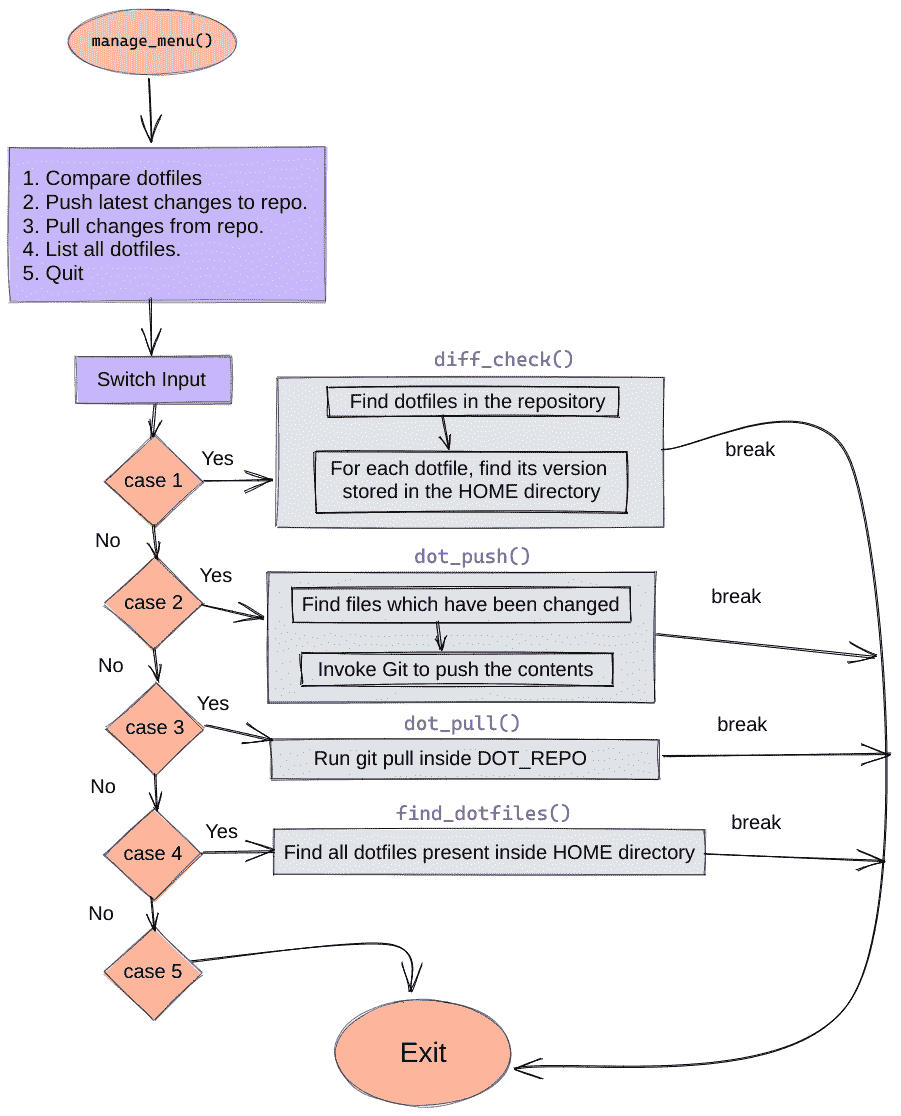 manage_menu()
1. Compare dotfiles
2. Push latest changes to repo.
3. Pull changes from repo.
4. List all dotfiles.
5. Quit
Switch Input
diff_check()
Find dotfiles in the repository
For each dotfile, find its version
stored in the HOME directory
break
case 1
Yes
No
dot_push()
Find files which have been changed
Invoke Git to push the contents
break
case 2
Yes
No
dot_pull()
Run git pull inside DOT_REPO
break
case 3
Yes
No
find_dotfiles()
Find all dotfiles present inside HOME directory
break
case 4
Yes
No
case 5
Exit